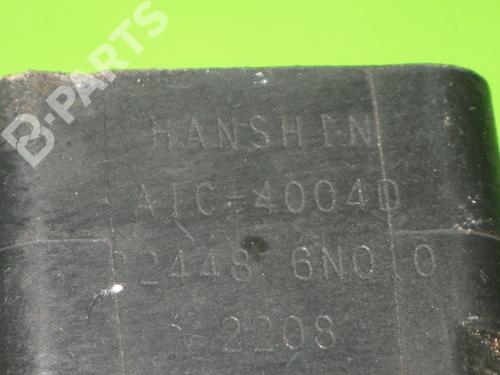 B-PARTS
HANSHIN
AIC-4004D
22448 6N010
2208